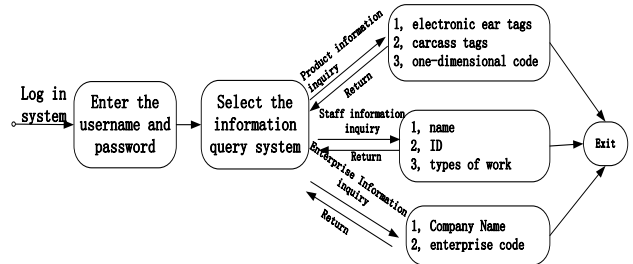 Log in
system
Enter the
username and
password
Select the
information
query system
Product information
inquiry
Return
1, electronic ear tags
2, carcass tags
3, one-dimensional code
Staff information
inquiry
Return
1, name
2, ID
3, types of work
Enterprise Information
inquiry
Return
1, Company Name
2, enterprise code
Exit